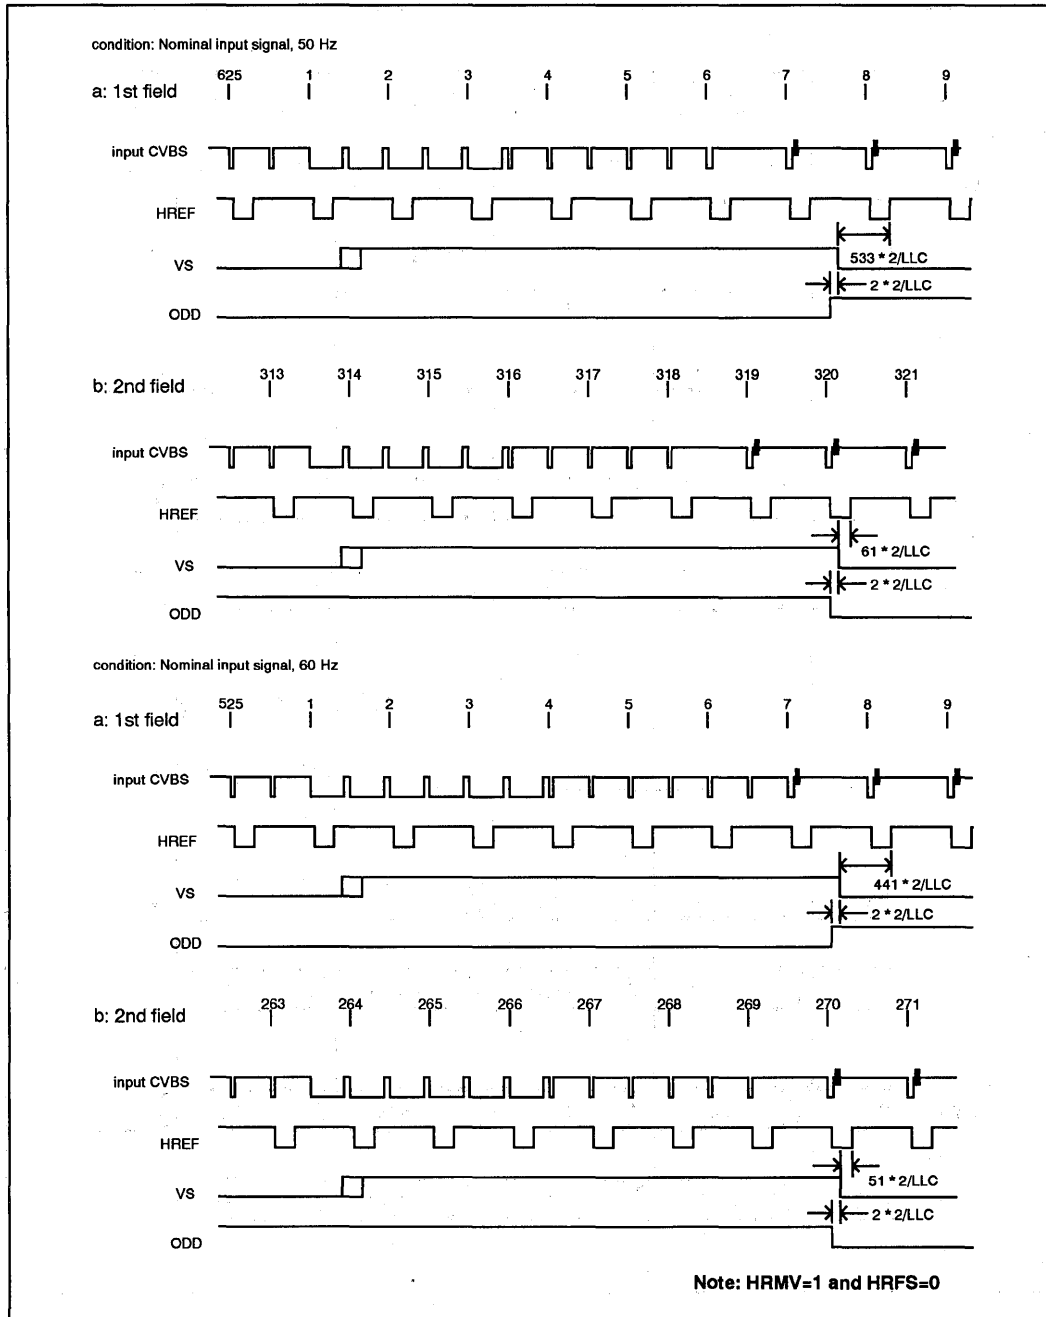 condition: Nominal input signal, 50 Hz
625 1 2 3 4 5 6 7 8 9
a: 1st field
input CVBS
HREF
533 * 2/LLC
VS
2 * 2/LLC
ODD
313 314 315 316 317 318 319 320 321
b: 2nd field
input CVBS
HREF
61 * 2/LLC
VS
2 * 2/LLC
ODD
condition: Nominal input signal, 60 Hz
525 1 2 3 4 5 6 7 8 9
a: 1st field
input CVBS
HREF
441 * 2/LLC
VS
2 * 2/LLC
ODD
263 264 265 266 267 268 269 270 271
b: 2nd field
input CVBS
HREF
51 * 2/LLC
VS
2 * 2/LLC
ODD
Note: HRMV=1 and HRFS=0